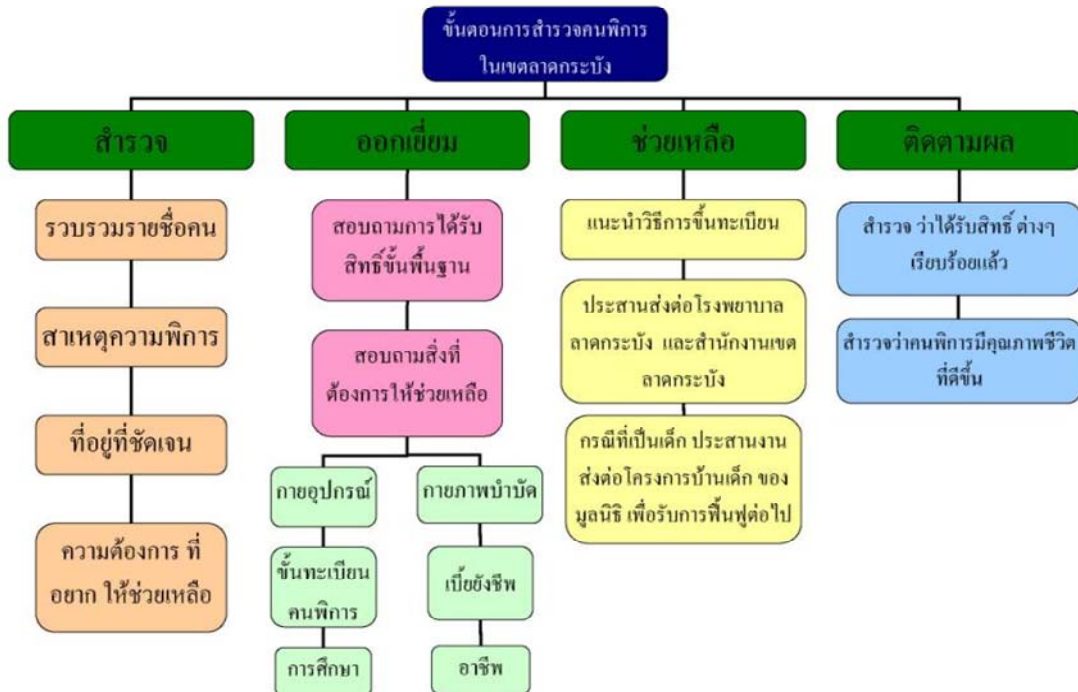 ขั้นตอนการสำรวจคนพิการ
ในเขตลาดกระบัง
สำรวจ
รวบรวมรายชื่อคน
สาเหตุความพิการ
ที่อยู่ที่ชัดเจน
ความต้องการ ที่
อยาก ให้ช่วยเหลือ
ออกเยี่ยม
สอบถามการได้รับ
สิทธิ์ขั้นพื้นฐาน
สอบถามสิ่งที่
ต้องการให้ช่วยเหลือ
กายอุปกรณ์
ขั้นทะเบียน
คนพิการ
การศึกษา
กายภาพบำบัด
เบี้ยยังชีพ
อาชีพ
ช่วยเหลือ
แนะนำวิธีการขึ้นทะเบียน
ประสานส่งต่อโรงพยาบาล
ลาดกระบัง และสำนักงานเขต
ลาดกระบัง
กรณีที่เป็นเด็ก ประสานงาน
ส่งต่อโครงการบ้านเด็ก ของ
มูลนิธิ เพื่อรับการฟื้นฟูต่อไป
ติดตามผล
สำรวจ ว่าได้รับสิทธิ์ ต่างๆ
เรียบร้อยแล้ว
สำรวจว่าคนพิการมีคุณภาพชีวิต
ที่ดีขึ้น